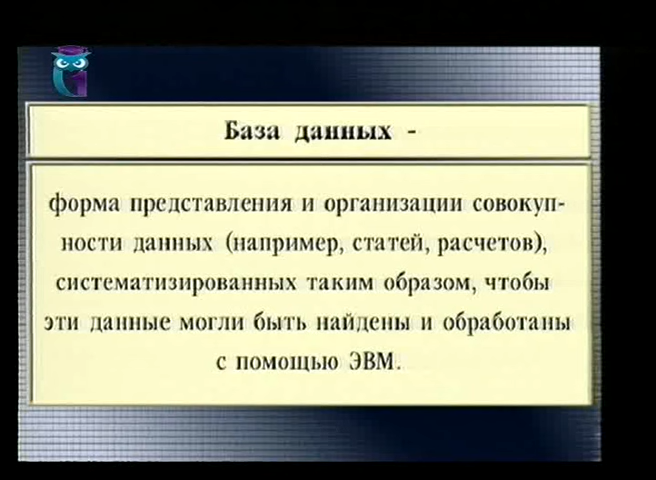 База данных -
форма представления и организации совокуп-
ности данных (например, статей, расчетов),
систематизированных таким образом, чтобы
эти данные могли быть найдены и обработаны
с помощью ЭВМ.